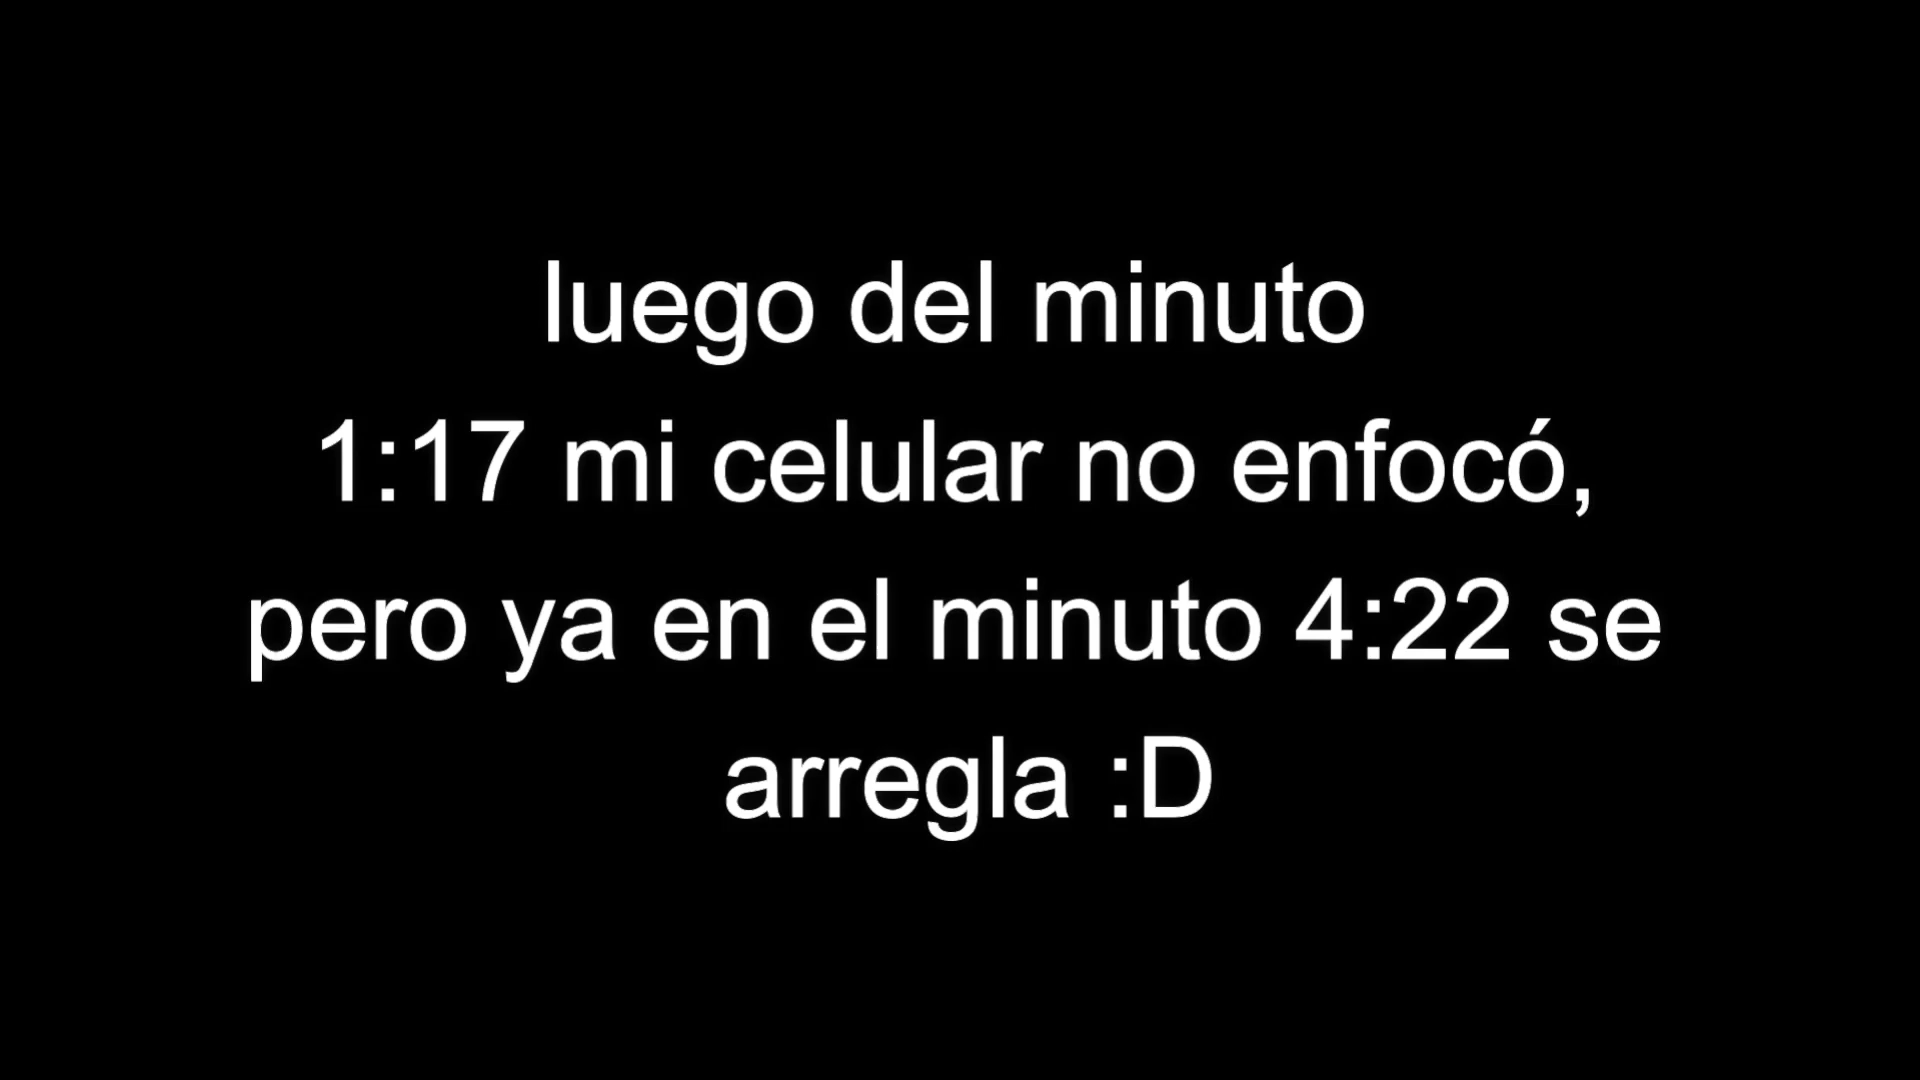 luego del minuto
1:17 mi celular no enfocó,
pero ya en el minuto 4:22 se
arregla :D